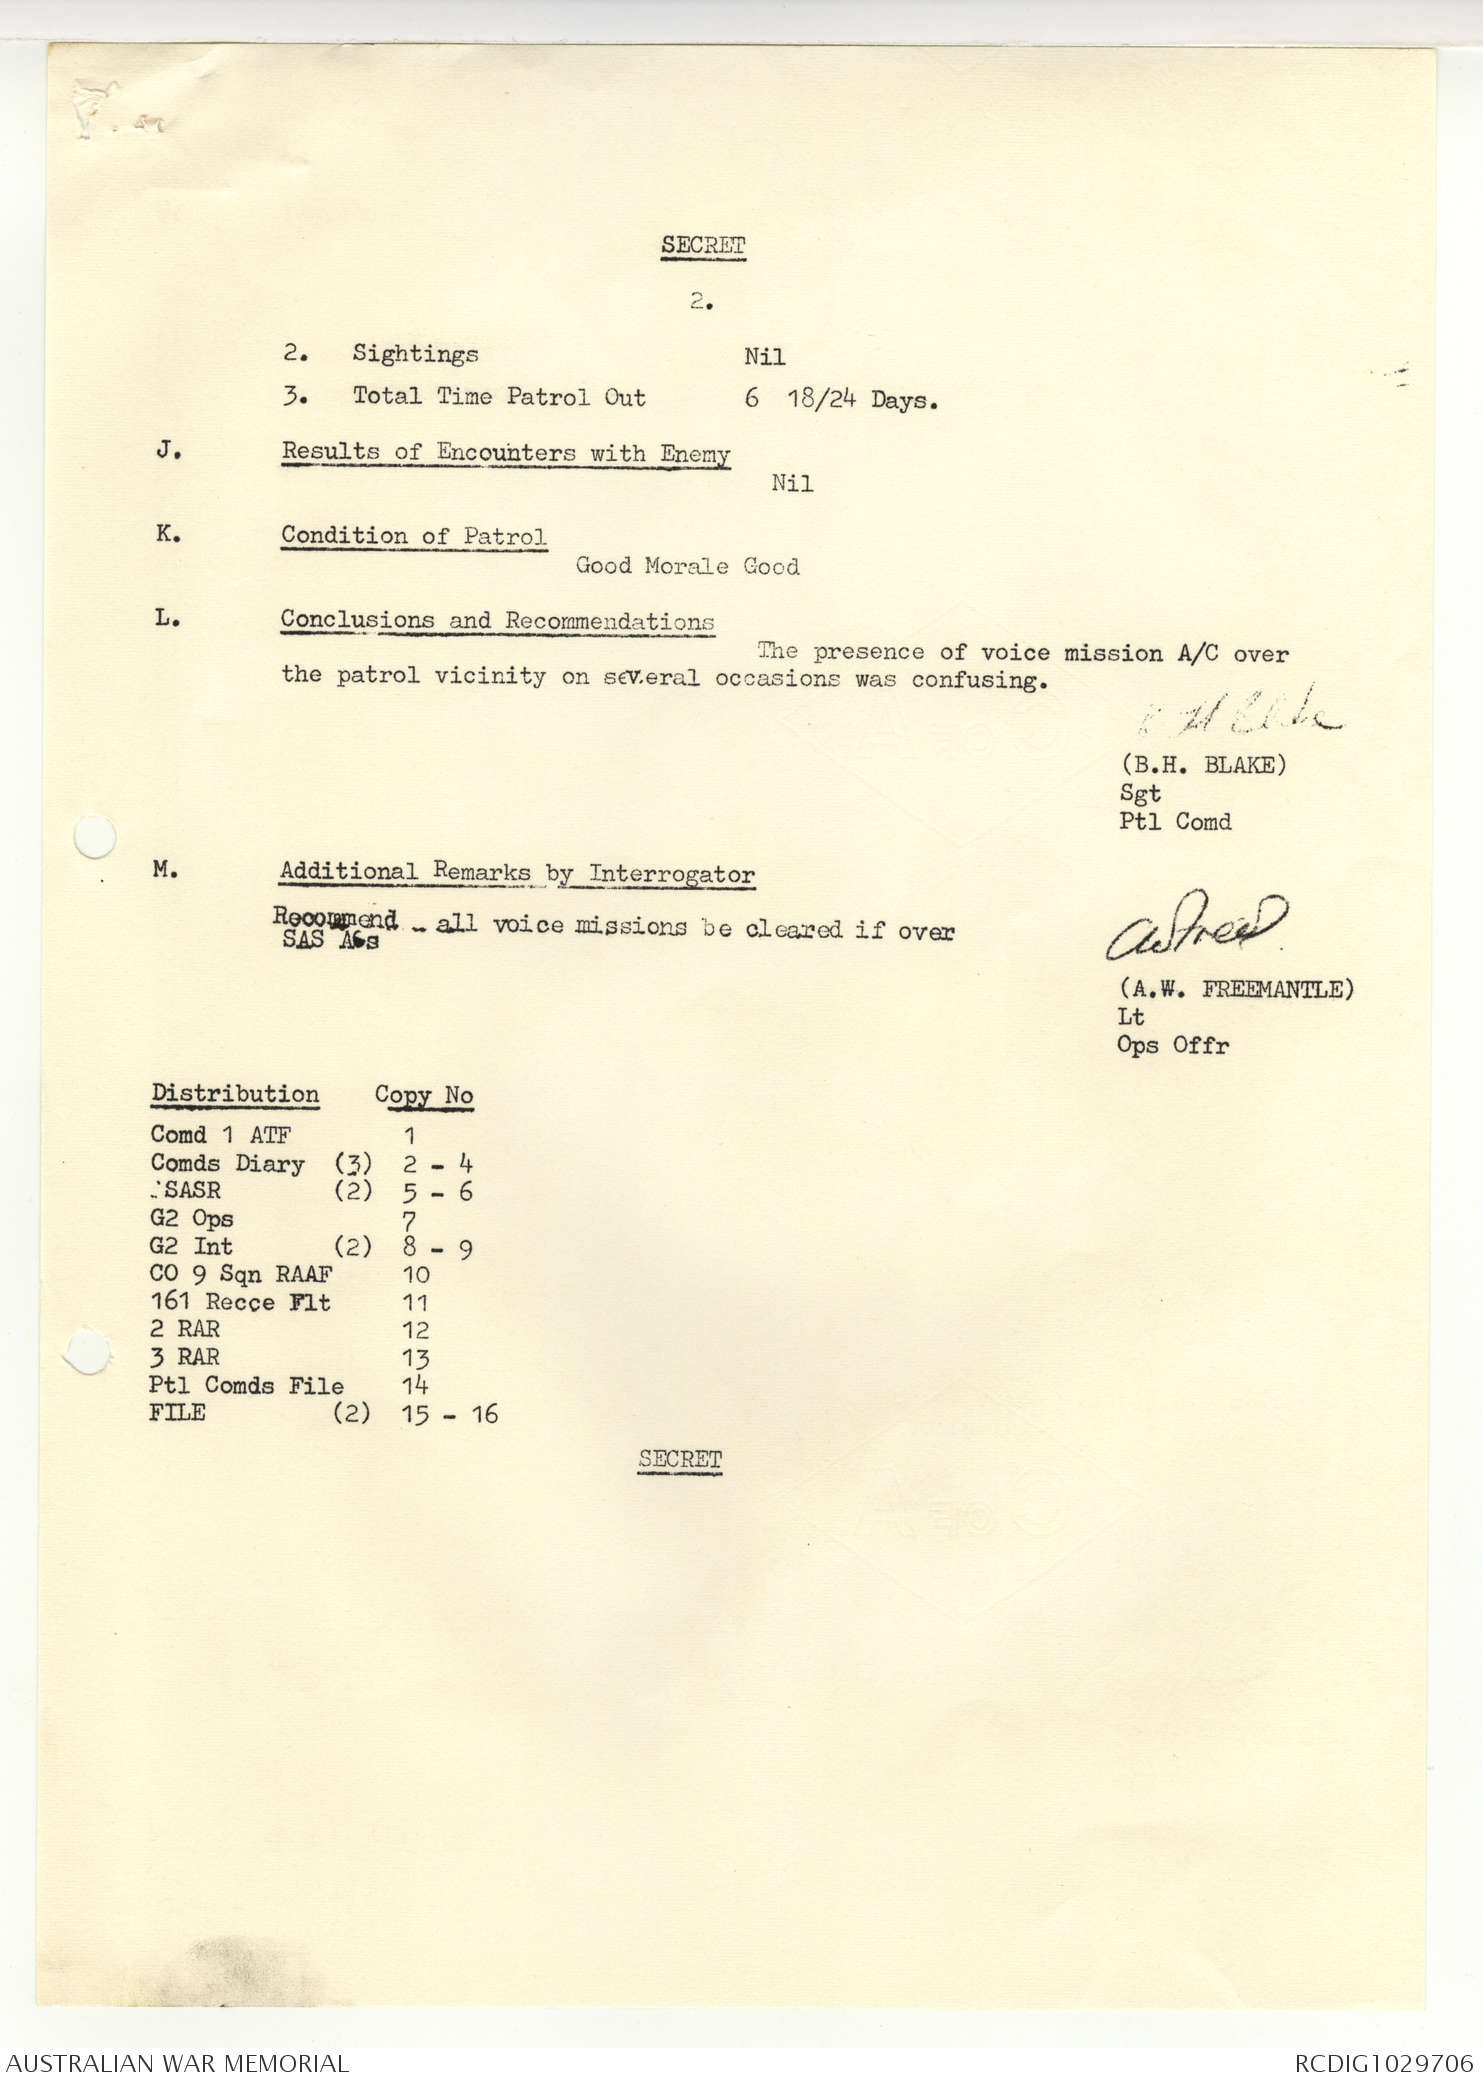 SECRET
2.
2. Sightings Nil
3. Total Time Patrol Out 6 18/24 Days.
J. Results of Encounters with Enemy
Nil
K. Condition of Patrol
Good Morale Good
L. Conclusions and Recommendations
The presence of voice mission A/C over
the patrol vicinity on several occasions was confusing.
(B.H. BLAKE)
Sgt
Ptl Comd
M. Additional Remarks by Interrogator
Recommend - all voice missions be cleared if over
SAS AOs
(A.W. FREEMANTLE)
Lt
Ops Offr
Distribution Copy No
Comd 1 ATF 1
Comds Diary (3) 2 - 4
SASR (2) 5 - 6
G2 Ops 7
G2 Int (2) 8 - 9
CO 9 Sqn RAAF 10
161 Recce Flt 11
2 RAR 12
3 RAR 13
Ptl Comds File 14
FILE (2) 15 - 16
SECRET
AUSTRALIAN WAR MEMORIAL RCDIG1029706